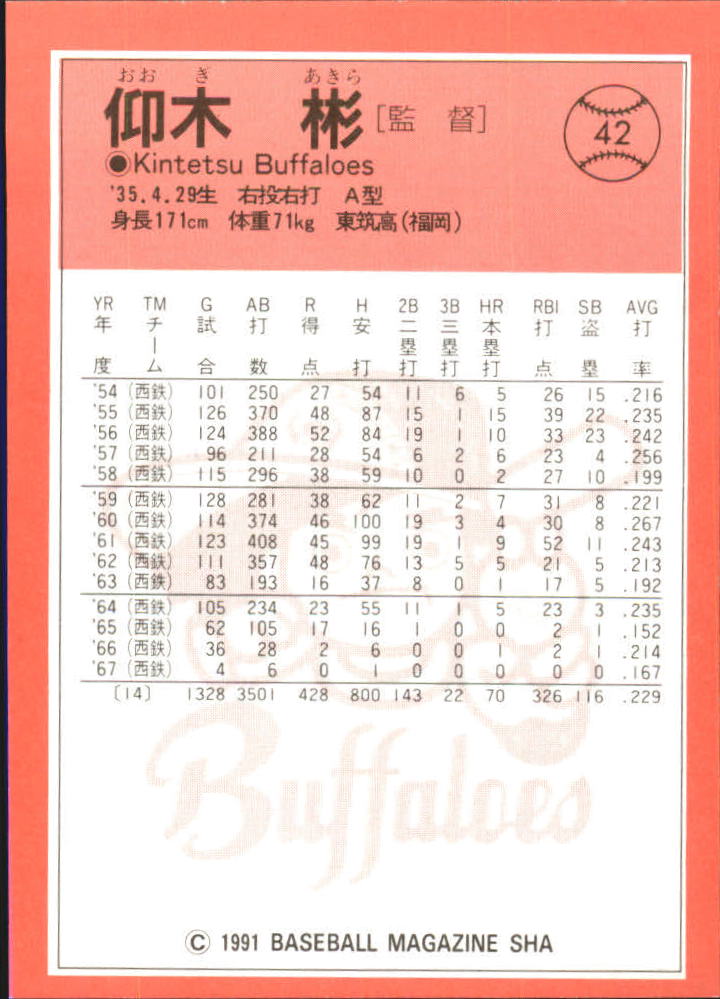 おお ぎ あきら
仰木 彬 [監 督]
42
●Kintetsu Buffaloes
'35.4.29生 右投右打 A型
身長171cm 体重71kg 東筑高(福岡)
YR TM G AB R H 2B 3B HR RBI SB AVG
年度 チーム 試合 打数 得点 安打 二塁打 三塁打 本塁打 打点 盗塁 打率
'54 (西鉄) 101 250 27 54 11 6 5 26 15 .216
'55 (西鉄) 126 370 48 87 15 1 15 39 22 .235
'56 (西鉄) 124 388 52 84 19 1 10 33 23 .242
'57 (西鉄) 96 211 28 54 6 2 6 23 4 .256
'58 (西鉄) 115 296 38 59 10 0 2 27 10 .199
'59 (西鉄) 128 281 38 62 11 2 7 31 8 .221
'60 (西鉄) 114 374 46 100 19 3 4 30 8 .267
'61 (西鉄) 123 408 45 99 19 1 9 52 11 .243
'62 (西鉄) 111 357 48 76 13 5 5 21 5 .213
'63 (西鉄) 83 193 16 37 8 0 1 17 5 .192
'64 (西鉄) 105 234 23 55 11 1 5 23 3 .235
'65 (西鉄) 62 105 17 16 1 0 0 2 1 .152
'66 (西鉄) 36 28 2 6 0 0 1 2 1 .214
'67 (西鉄) 4 6 0 1 0 0 0 0 0 .167
〔14〕 1328 3501 428 800 143 22 70 326 116 .229
Buffaloes
© 1991 BASEBALL MAGAZINE SHA